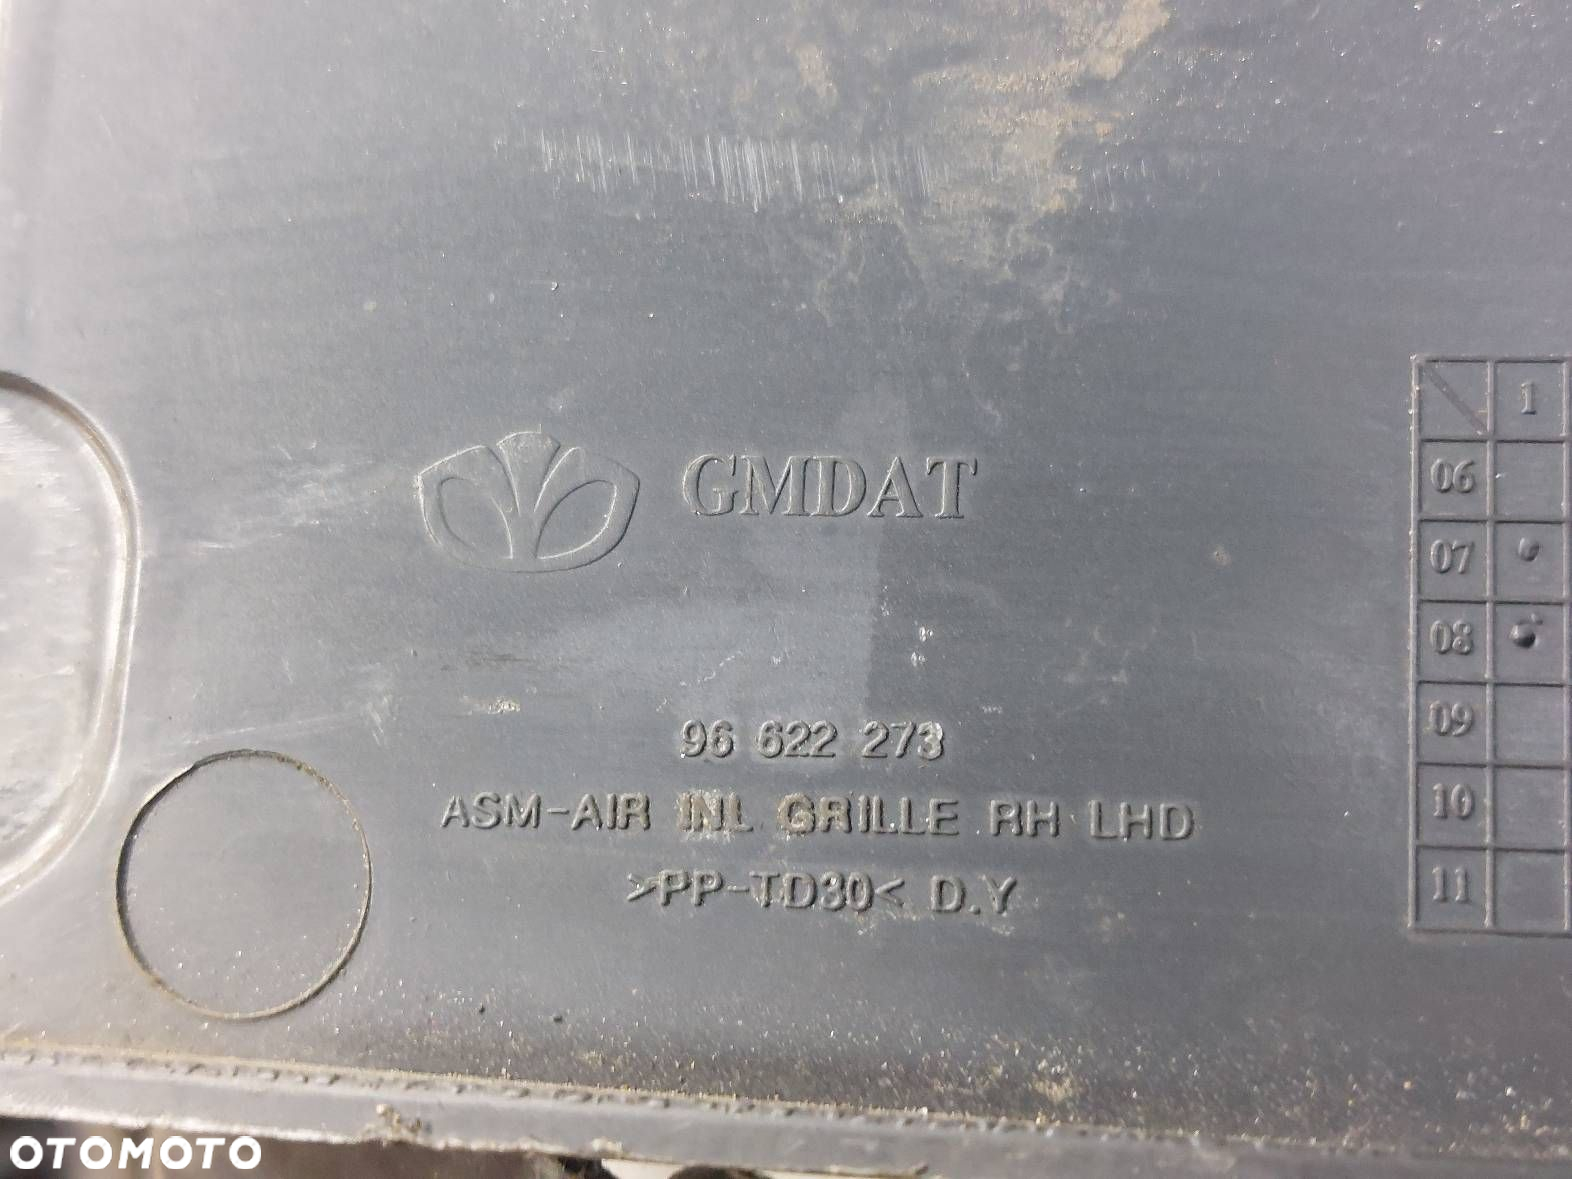 GMDAT
96 622 273
ASM-AIR INL GRILLE RH LHD
>PP-TD30< D.Y
1
06
07
08
09
10
11
OTOMOTO